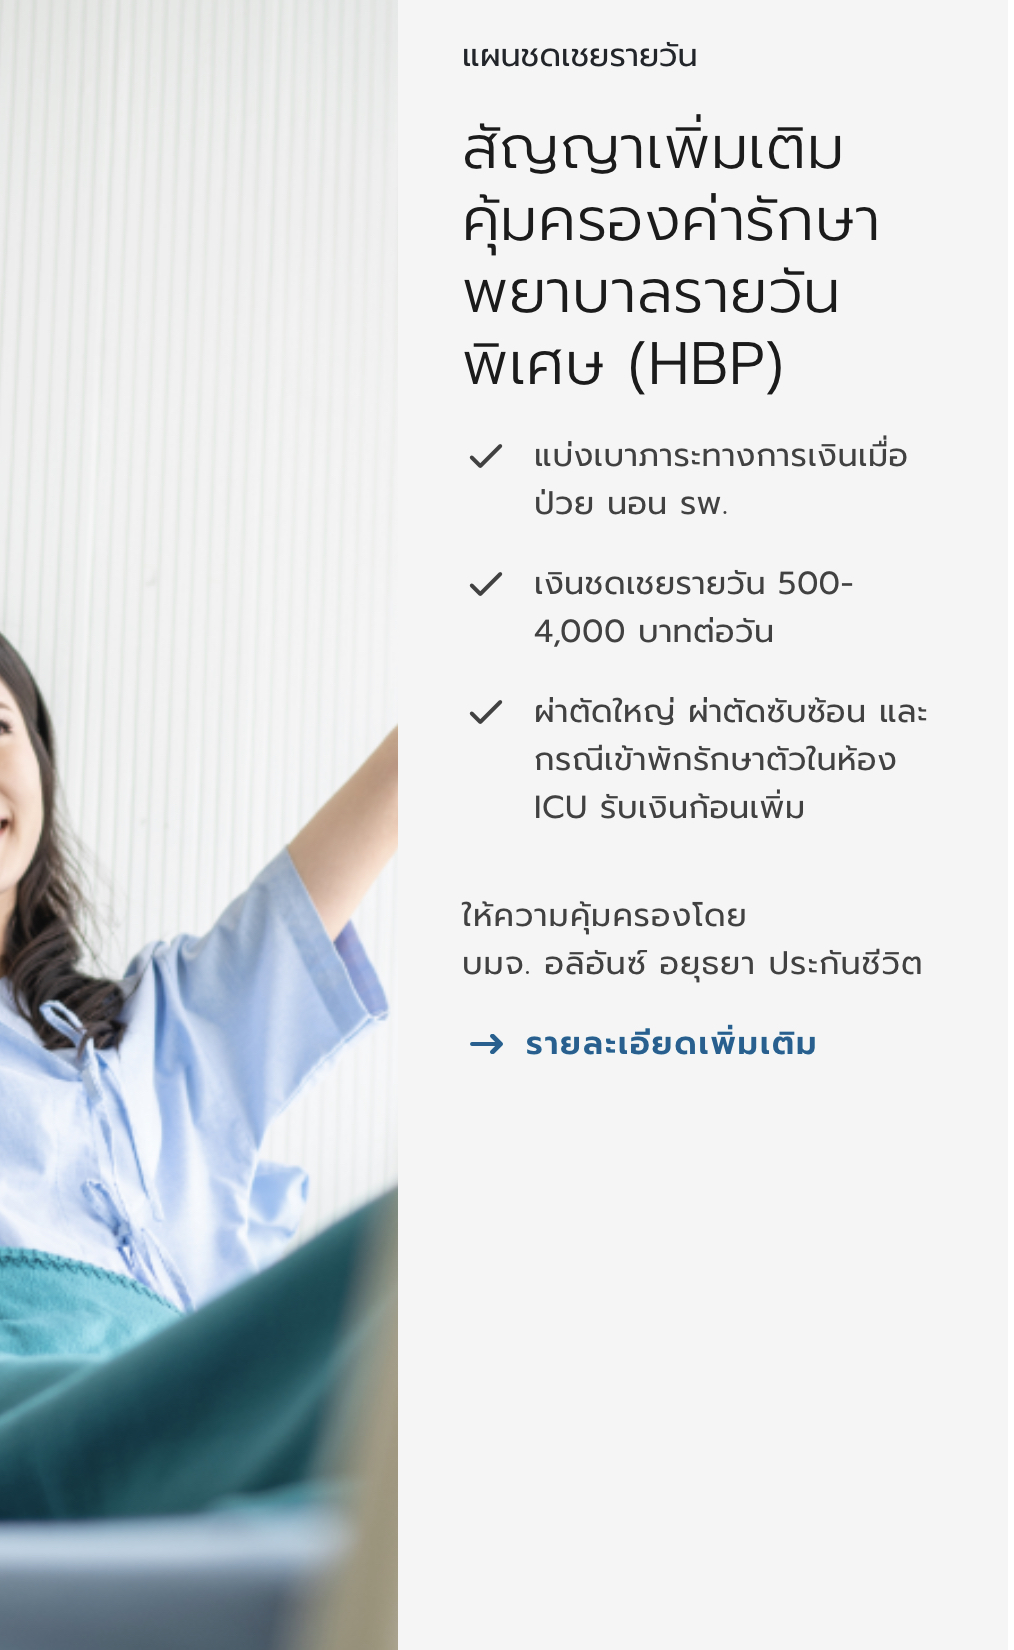 แผนชดเชยรายวัน
สัญญาเพิ่มเติม
คุ้มครองค่ารักษา
พยาบาลรายวัน
พิเศษ (HBP)
แบ่งเบาภาระทางการเงินเมื่อ
ป่วย นอน รพ.
เงินชดเชยรายวัน 500-
4,000 บาทต่อวัน
ผ่าตัดใหญ่ ผ่าตัดซับซ้อน และ
กรณีเข้าพักรักษาตัวในห้อง
ICU รับเงินก้อนเพิ่ม
ให้ความคุ้มครองโดย
บมจ. อลิอันซ์ อยุธยา ประกันชีวิต
→ รายละเอียดเพิ่มเติม